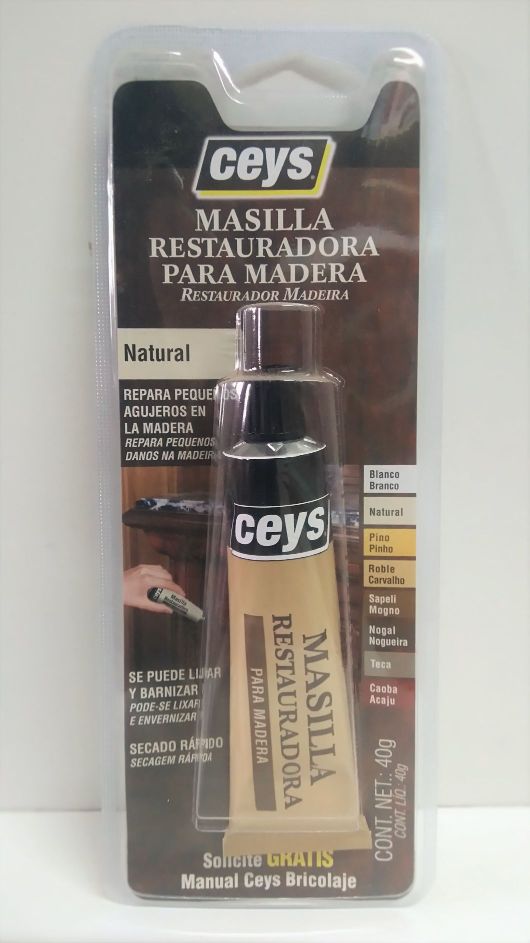 ceys
MASILLA
RESTAURADORA
PARA MADERA
RESTAURADOR MADEIRA
Natural
REPARA PEQUEÑOS
AGUJEROS EN
LA MADERA
REPARA PEQUENOS
DANOS NA MADEIRA
Blanco
Branco
Natural
Pino
Pinho
Roble
Carvalho
Sapeli
Mogno
Nogal
Nogueira
Teca
Caoba
Acaju
ceys
MASILLA
RESTAURADORA
PARA MADERA
Masilla
SE PUEDE LIJAR
Y BARNIZAR
PODE-SE LIXAR
E ENVERNIZAR
SECADO RÁPIDO
SECAGEM RÁPIDA
CONT. NET.: 40g
CONT. LIQ.: 40g
Solicite GRATIS
Manual Ceys Bricolaje